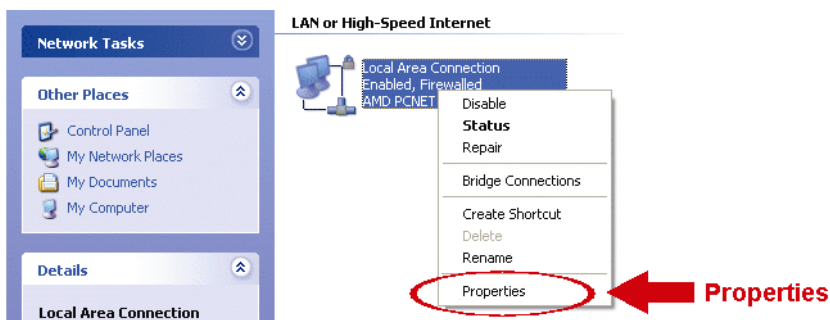 Network Tasks
Other Places
Control Panel
My Network Places
My Documents
My Computer
Details
Local Area Connection
LAN or High-Speed Internet
Local Area Connection
Enabled, Firewalled
AMD PCNET
Disable
Status
Repair
Bridge Connections
Create Shortcut
Delete
Rename
Properties
Properties